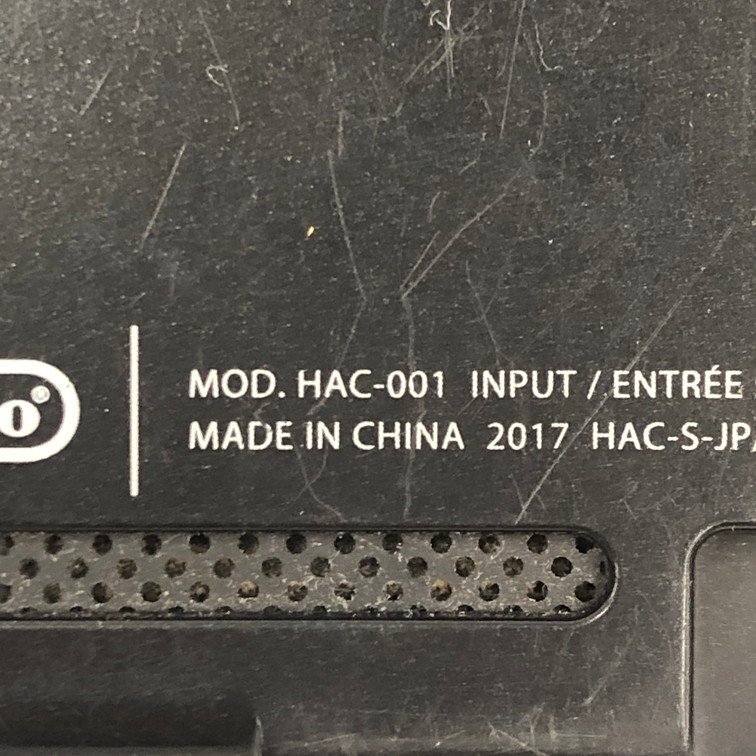 MOD. HAC-001 INPUT / ENTRÉE
MADE IN CHINA 2017 HAC-S-JP
o®